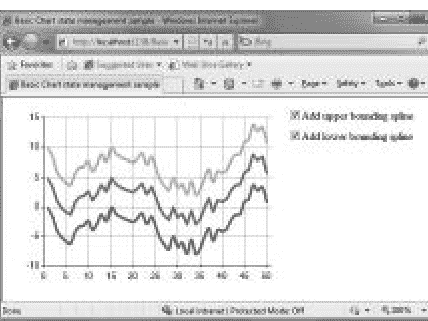 Basic Chart state management sample - Windows Internet Explorer
Bing
Favorites Suggested Sites Web Slice Gallery
Basic Chart state management sample Page Safety Tools
Add upper bounding spline
Add lower bounding spline
15
10
5
0
-5
-10
0 5 10 15 20 25 30 35 40 45 50
Done Local intranet | Protected Mode: Off 100%